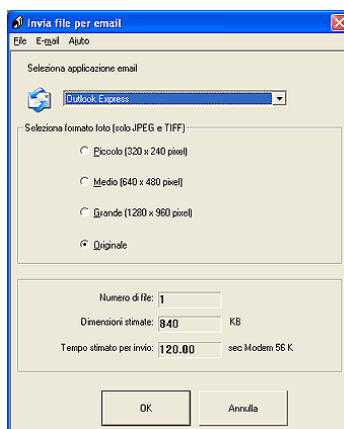 Invia file per email
File E-mail Aiuto
Seleziona applicazione email
Outlook Express
Seleziona formato foto (solo JPEG e TIFF)
Piccolo (320 x 240 pixel)
Medio (640 x 480 pixel)
Grande (1280 x 960 pixel)
Originale
Numero di file: 1
Dimensioni stimate: 840 KB
Tempo stimato per invio: 120.00 sec Modem 56 K
OK Annulla